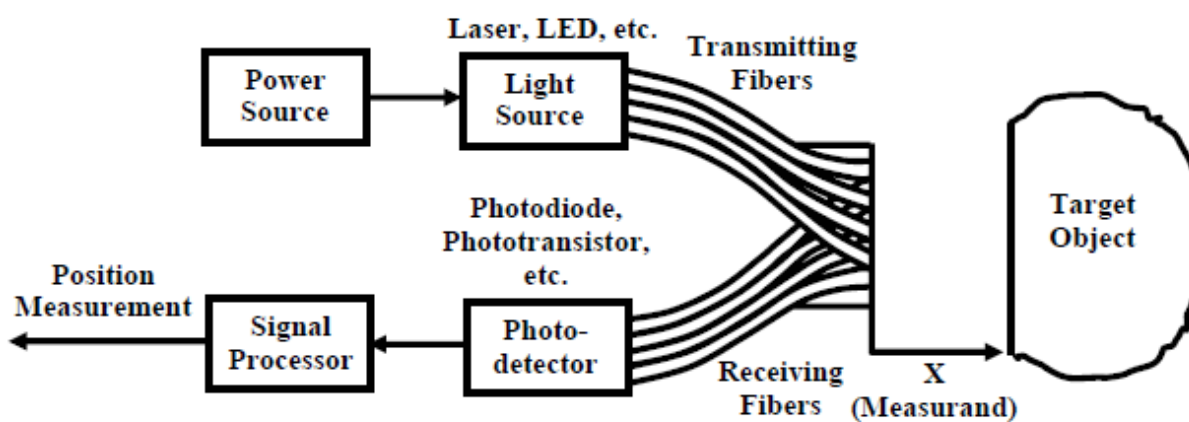 Laser, LED, etc.
Transmitting
Fibers
Power
Source
Light
Source
Target
Object
Photodiode,
Phototransistor,
etc.
Position
Measurement
Signal
Processor
Photo-
detector
Receiving
Fibers
X
(Measurand)